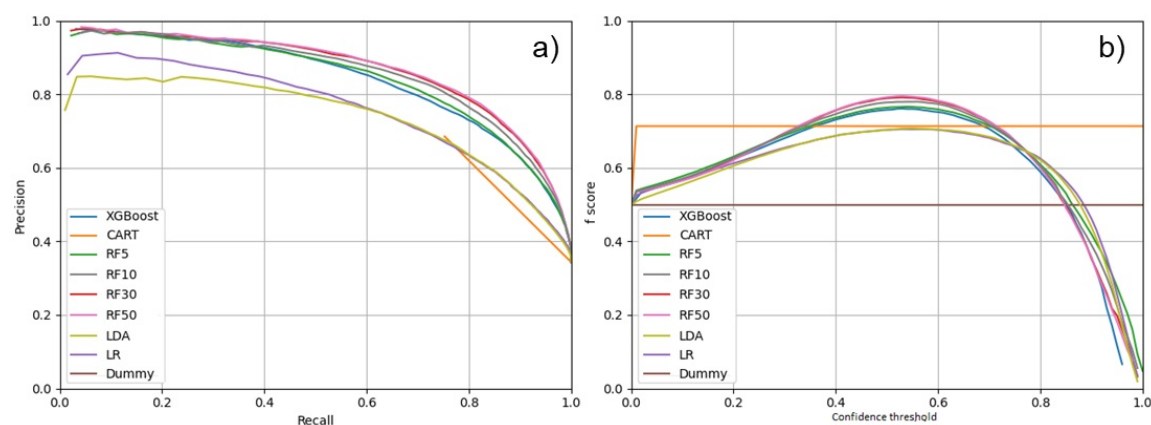 a)
1.0
0.8
0.6
0.4
0.2
0.0
Precision
XGBoost
CART
RF5
RF10
RF30
RF50
LDA
LR
Dummy
0.0 0.2 0.4 0.6 0.8 1.0
Recall
b)
1.0
0.8
0.6
0.4
0.2
0.0
f score
XGBoost
CART
RF5
RF10
RF30
RF50
LDA
LR
Dummy
0.0 0.2 0.4 0.6 0.8 1.0
Confidence threshold